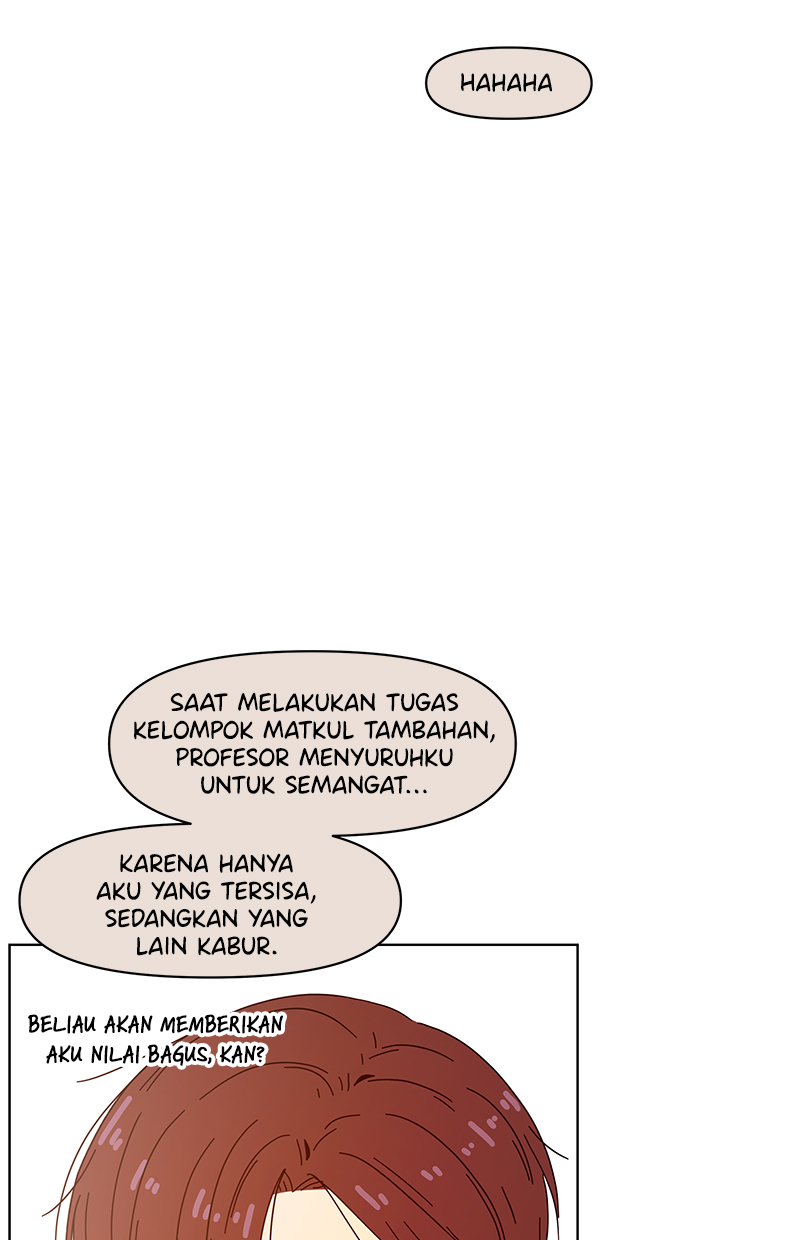 HAHAHA
SAAT MELAKUKAN TUGAS
KELOMPOK MATKUL TAMBAHAN,
PROFESOR MENYURUHKU
UNTUK SEMANGAT...
KARENA HANYA
AKU YANG TERSISA,
SEDANGKAN YANG
LAIN KABUR.
BELIAU AKAN MEMBERIKAN
AKU NILAI BAGUS, KAN?